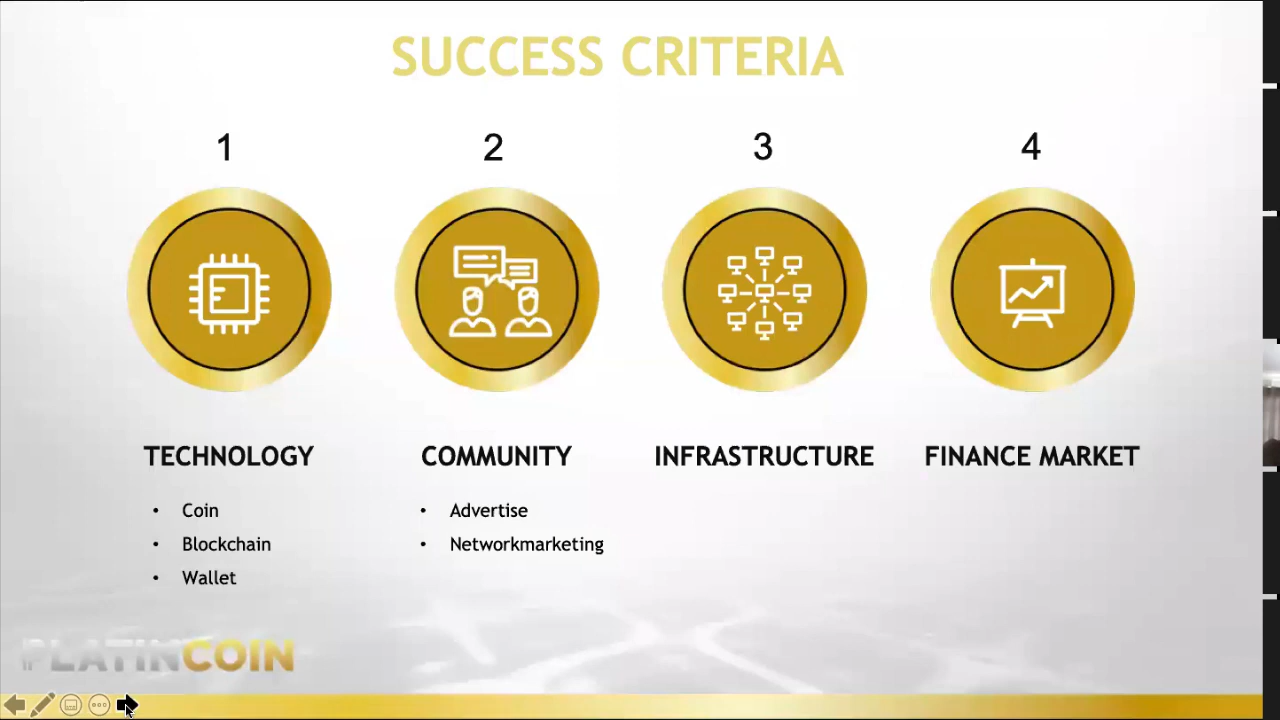 SUCCESS CRITERIA
1 2 3 4
TECHNOLOGY COMMUNITY INFRASTRUCTURE FINANCE MARKET
• Coin • Advertise
• Blockchain • Networkmarketing
• Wallet
PLATINCOIN